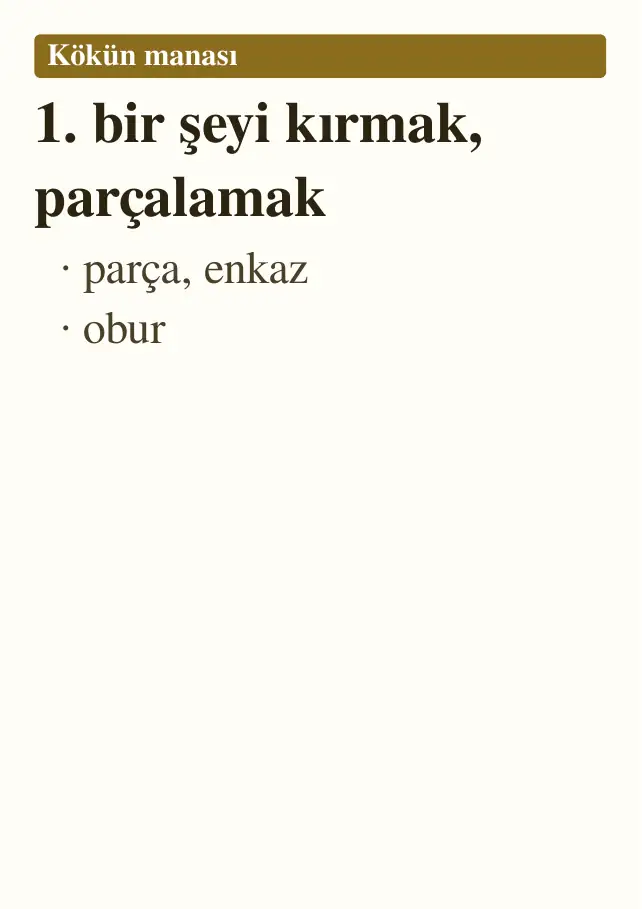 Kökün manası
1. bir şeyi kırmak,
parçalamak
· parça, enkaz
· obur